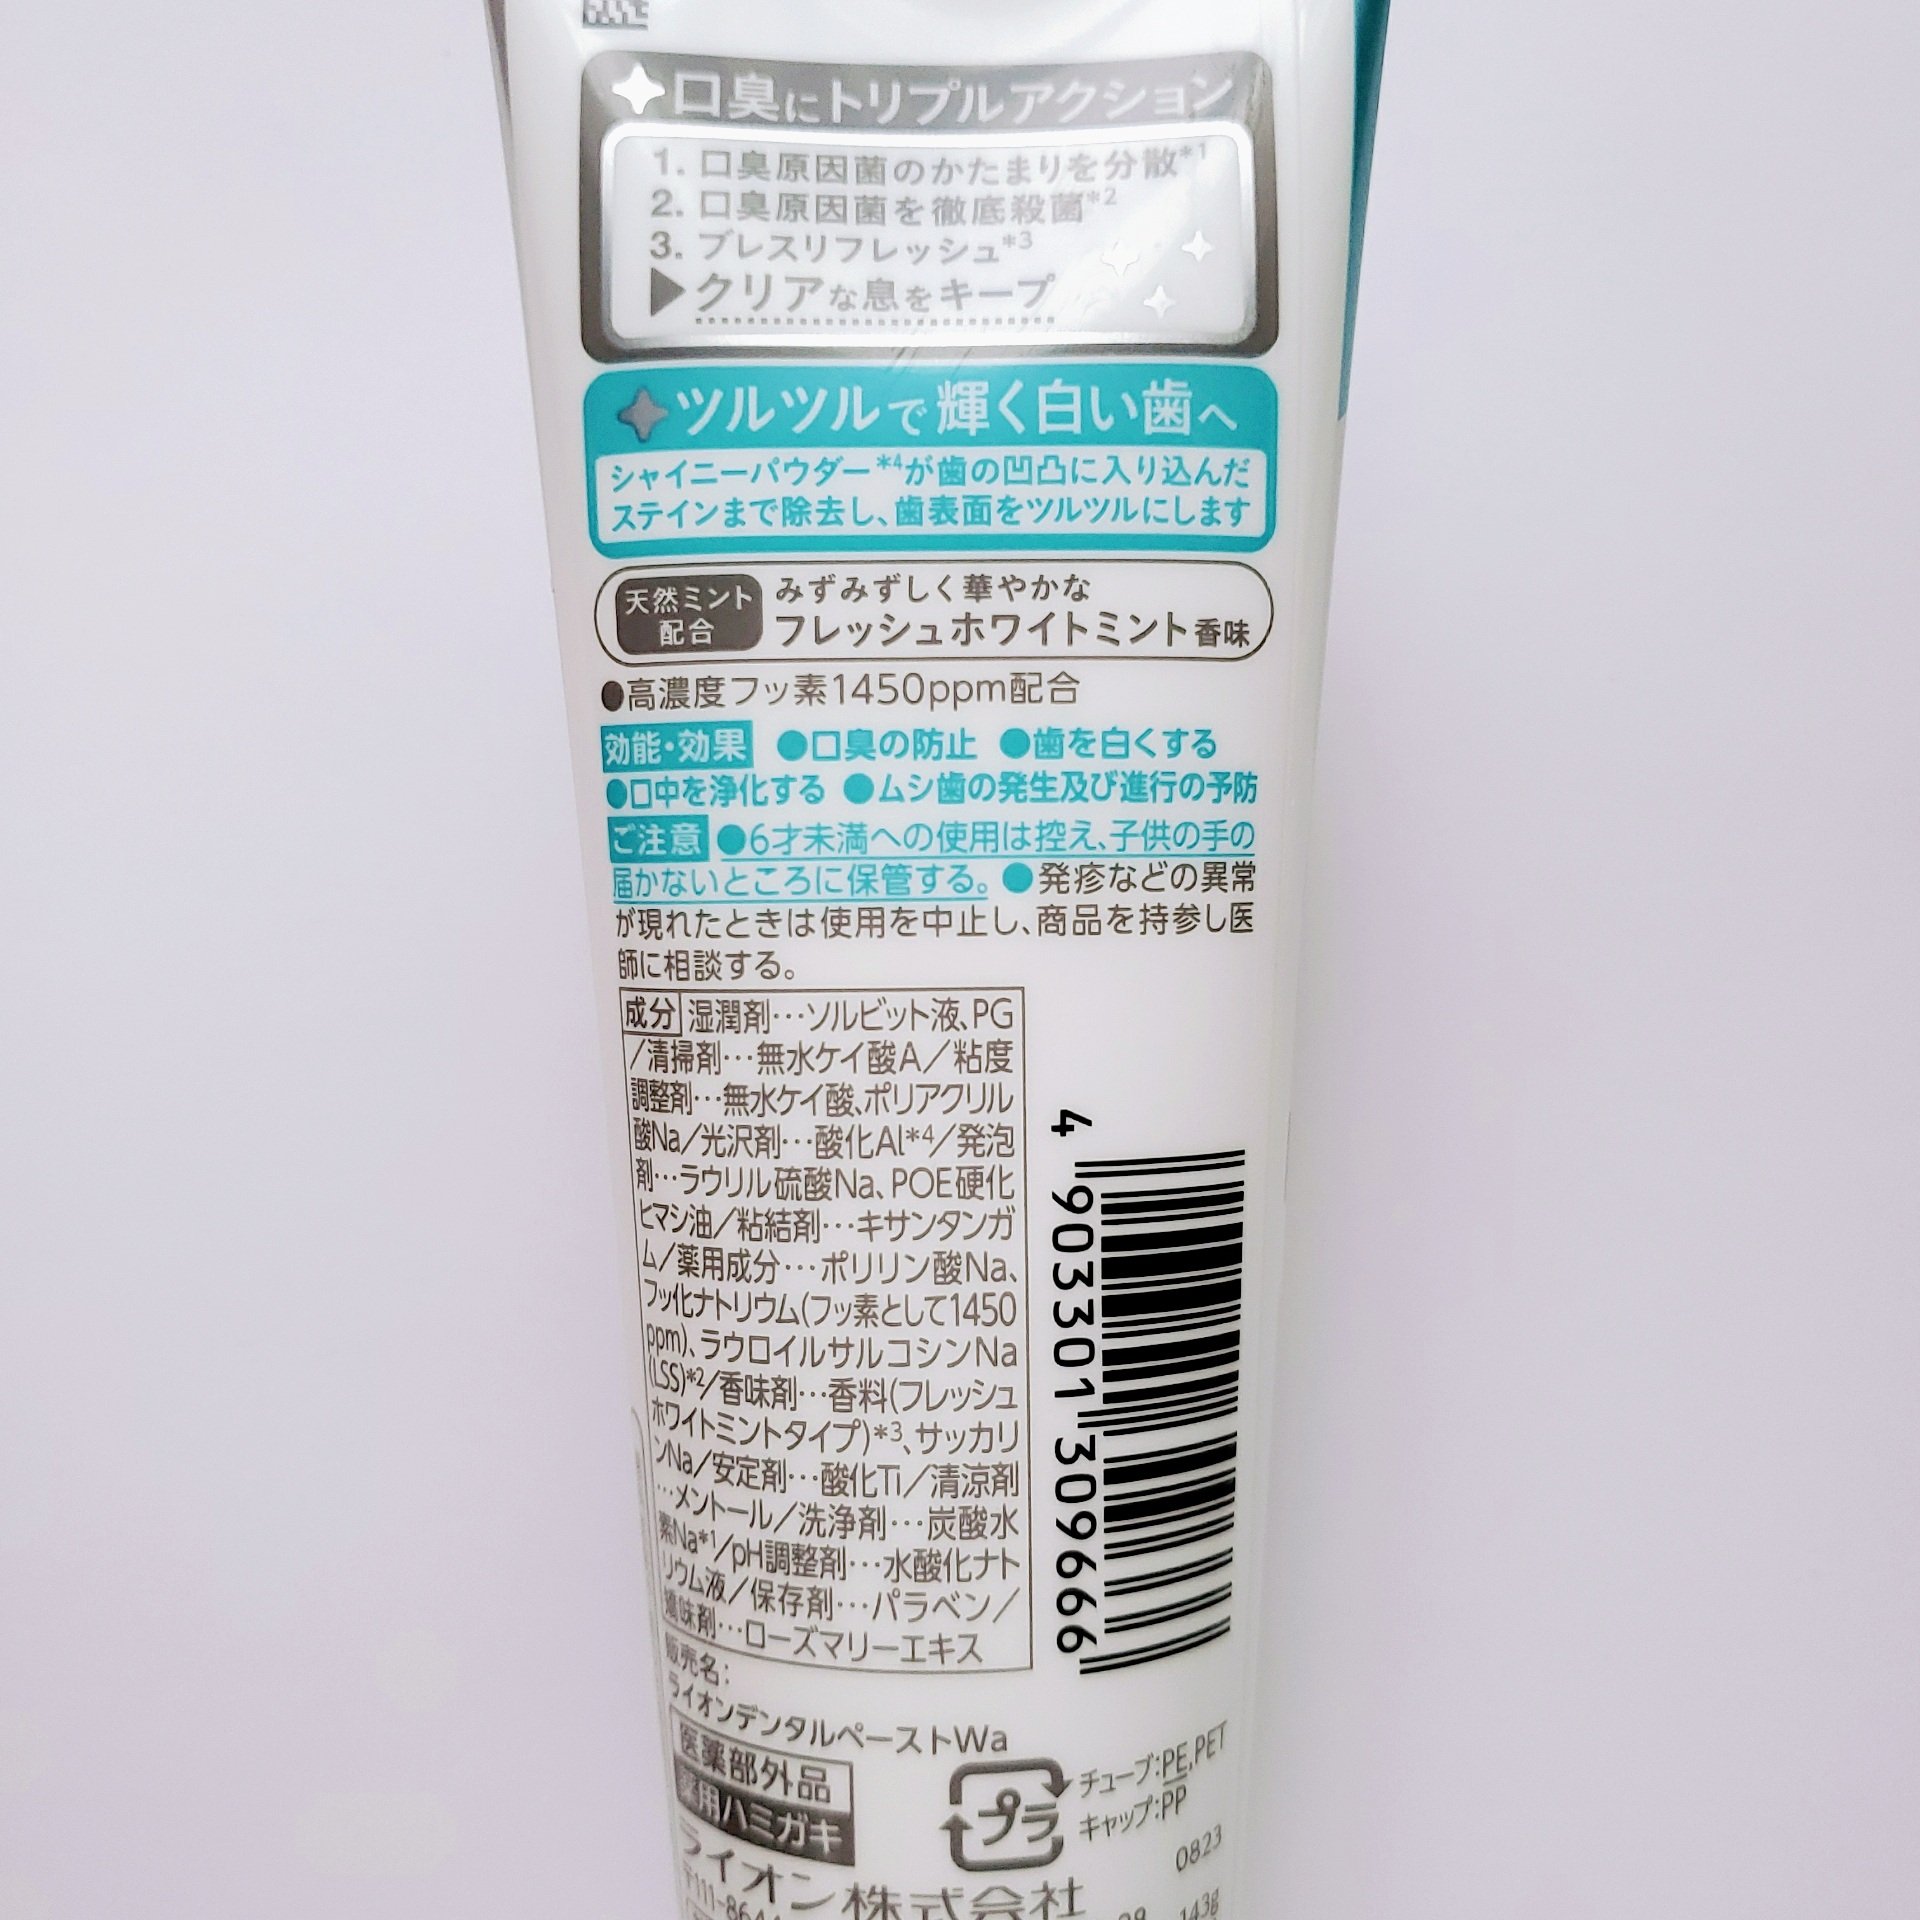 口臭にトリプルアクション
1. 口臭原因菌のかたまりを分散*1
2. 口臭原因菌を徹底殺菌*2
3. ブレスリフレッシュ*3
▶クリアな息をキープ
ツルツルで輝く白い歯へ
シャイニーパウダー*4が歯の凹凸に入り込んだ
ステインまで除去し、歯表面をツルツルにします
天然ミント
配合
みずみずしく華やかな
フレッシュホワイトミント香味
●高濃度フッ素1450ppm配合
効能・効果 ●口臭の防止 ●歯を白くする
●口中を浄化する ●ムシ歯の発生及び進行の予防
ご注意 ●6才未満への使用は控え、子供の手の
届かないところに保管する。●発疹などの異常
が現れたときは使用を中止し、商品を持参し医
師に相談する。
成分 湿潤剤…ソルビット液、PG
/清掃剤…無水ケイ酸A/粘度
調整剤…無水ケイ酸、ポリアクリル
酸Na/光沢剤…酸化Al*4/発泡
剤…ラウリル硫酸Na、POE硬化
ヒマシ油/粘結剤…キサンタンガ
ム/薬用成分…ポリリン酸Na、
フッ化ナトリウム(フッ素として1450
ppm)、ラウロイルサルコシンNa
(LSS)*2/香味剤…香料(フレッシュ
ホワイトミントタイプ)*3、サッカリ
ンNa/安定剤…酸化Ti/清涼剤
…メントール/洗浄剤…炭酸水
素Na*1/pH調整剤…水酸化ナト
リウム液/保存剤…パラベン/
矯味剤…ローズマリーエキス
4 903301 309666
販売名:
ライオンデンタルペーストWa
医薬部外品
薬用ハミガキ
プラ
チューブ:PE,PET
キャップ:PP
0823
ライオン株式会社
〒111-8644
143g